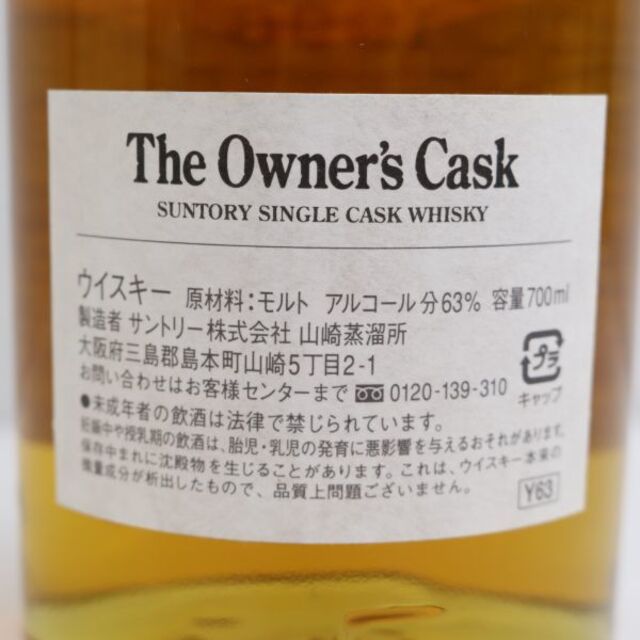 The Owner's Cask
SUNTORY SINGLE CASK WHISKY
ウイスキー 原材料:モルト アルコール分63% 容量700ml
製造者 サントリー株式会社 山崎蒸溜所
大阪府三島郡島本町山崎5丁目2-1
お問い合わせはお客様センターまで 0120-139-310
プラ
キャップ
●未成年者の飲酒は法律で禁じられています。
妊娠中や授乳期の飲酒は、胎児・乳児の発育に悪影響を与えるおそれがあります。
保存中まれに沈殿物を生じることがあります。これは、ウイスキー本来の
微量成分が析出したもので、品質上問題ございません。
Y63